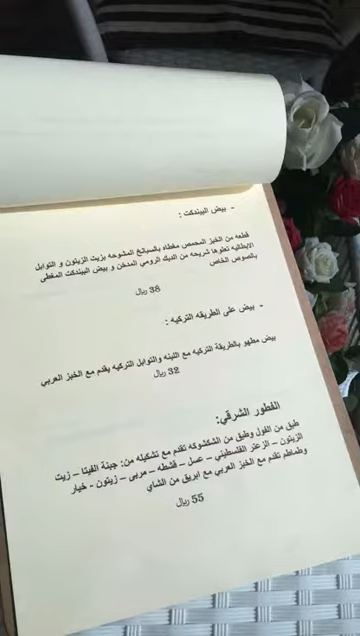 - بيض البيندكت :
قطعه من الخبز المحمص مغطاه بالسبانخ المشوحه بزيت الزيتون و التوابل
الايطاليه تعلوها شريحه من الديك الرومي المدخن و بيض البيندكت المغطى
بالصوص الخاص
38 ريال
- بيض على الطريقه التركيه :
بيض مطهو بالطريقة التركيه مع اللبنه والتوابل التركيه يقدم مع الخبز العربي
32 ريال
الفطور الشرقي:
طبق من الفول وطبق من الشكشوكه تقدم مع تشكيله من: جبنة الفيتا – زيت
الزيتون – الزعتر الفلسطيني – عسل – قشطه – مربى – زيتون - خيار
وطماطم تقدم مع الخبز العربي مع ابريق من الشاي
55 ريال